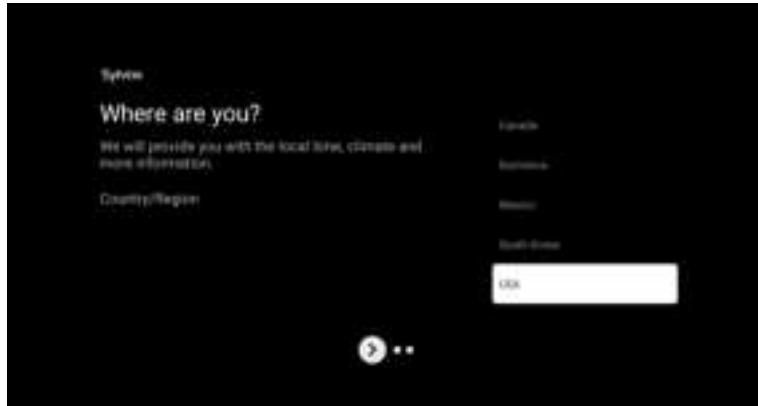 Where are you?
We will provide you with the local time, climate and
more information.
Country/Region
Canada
Mexico
South Korea
USA